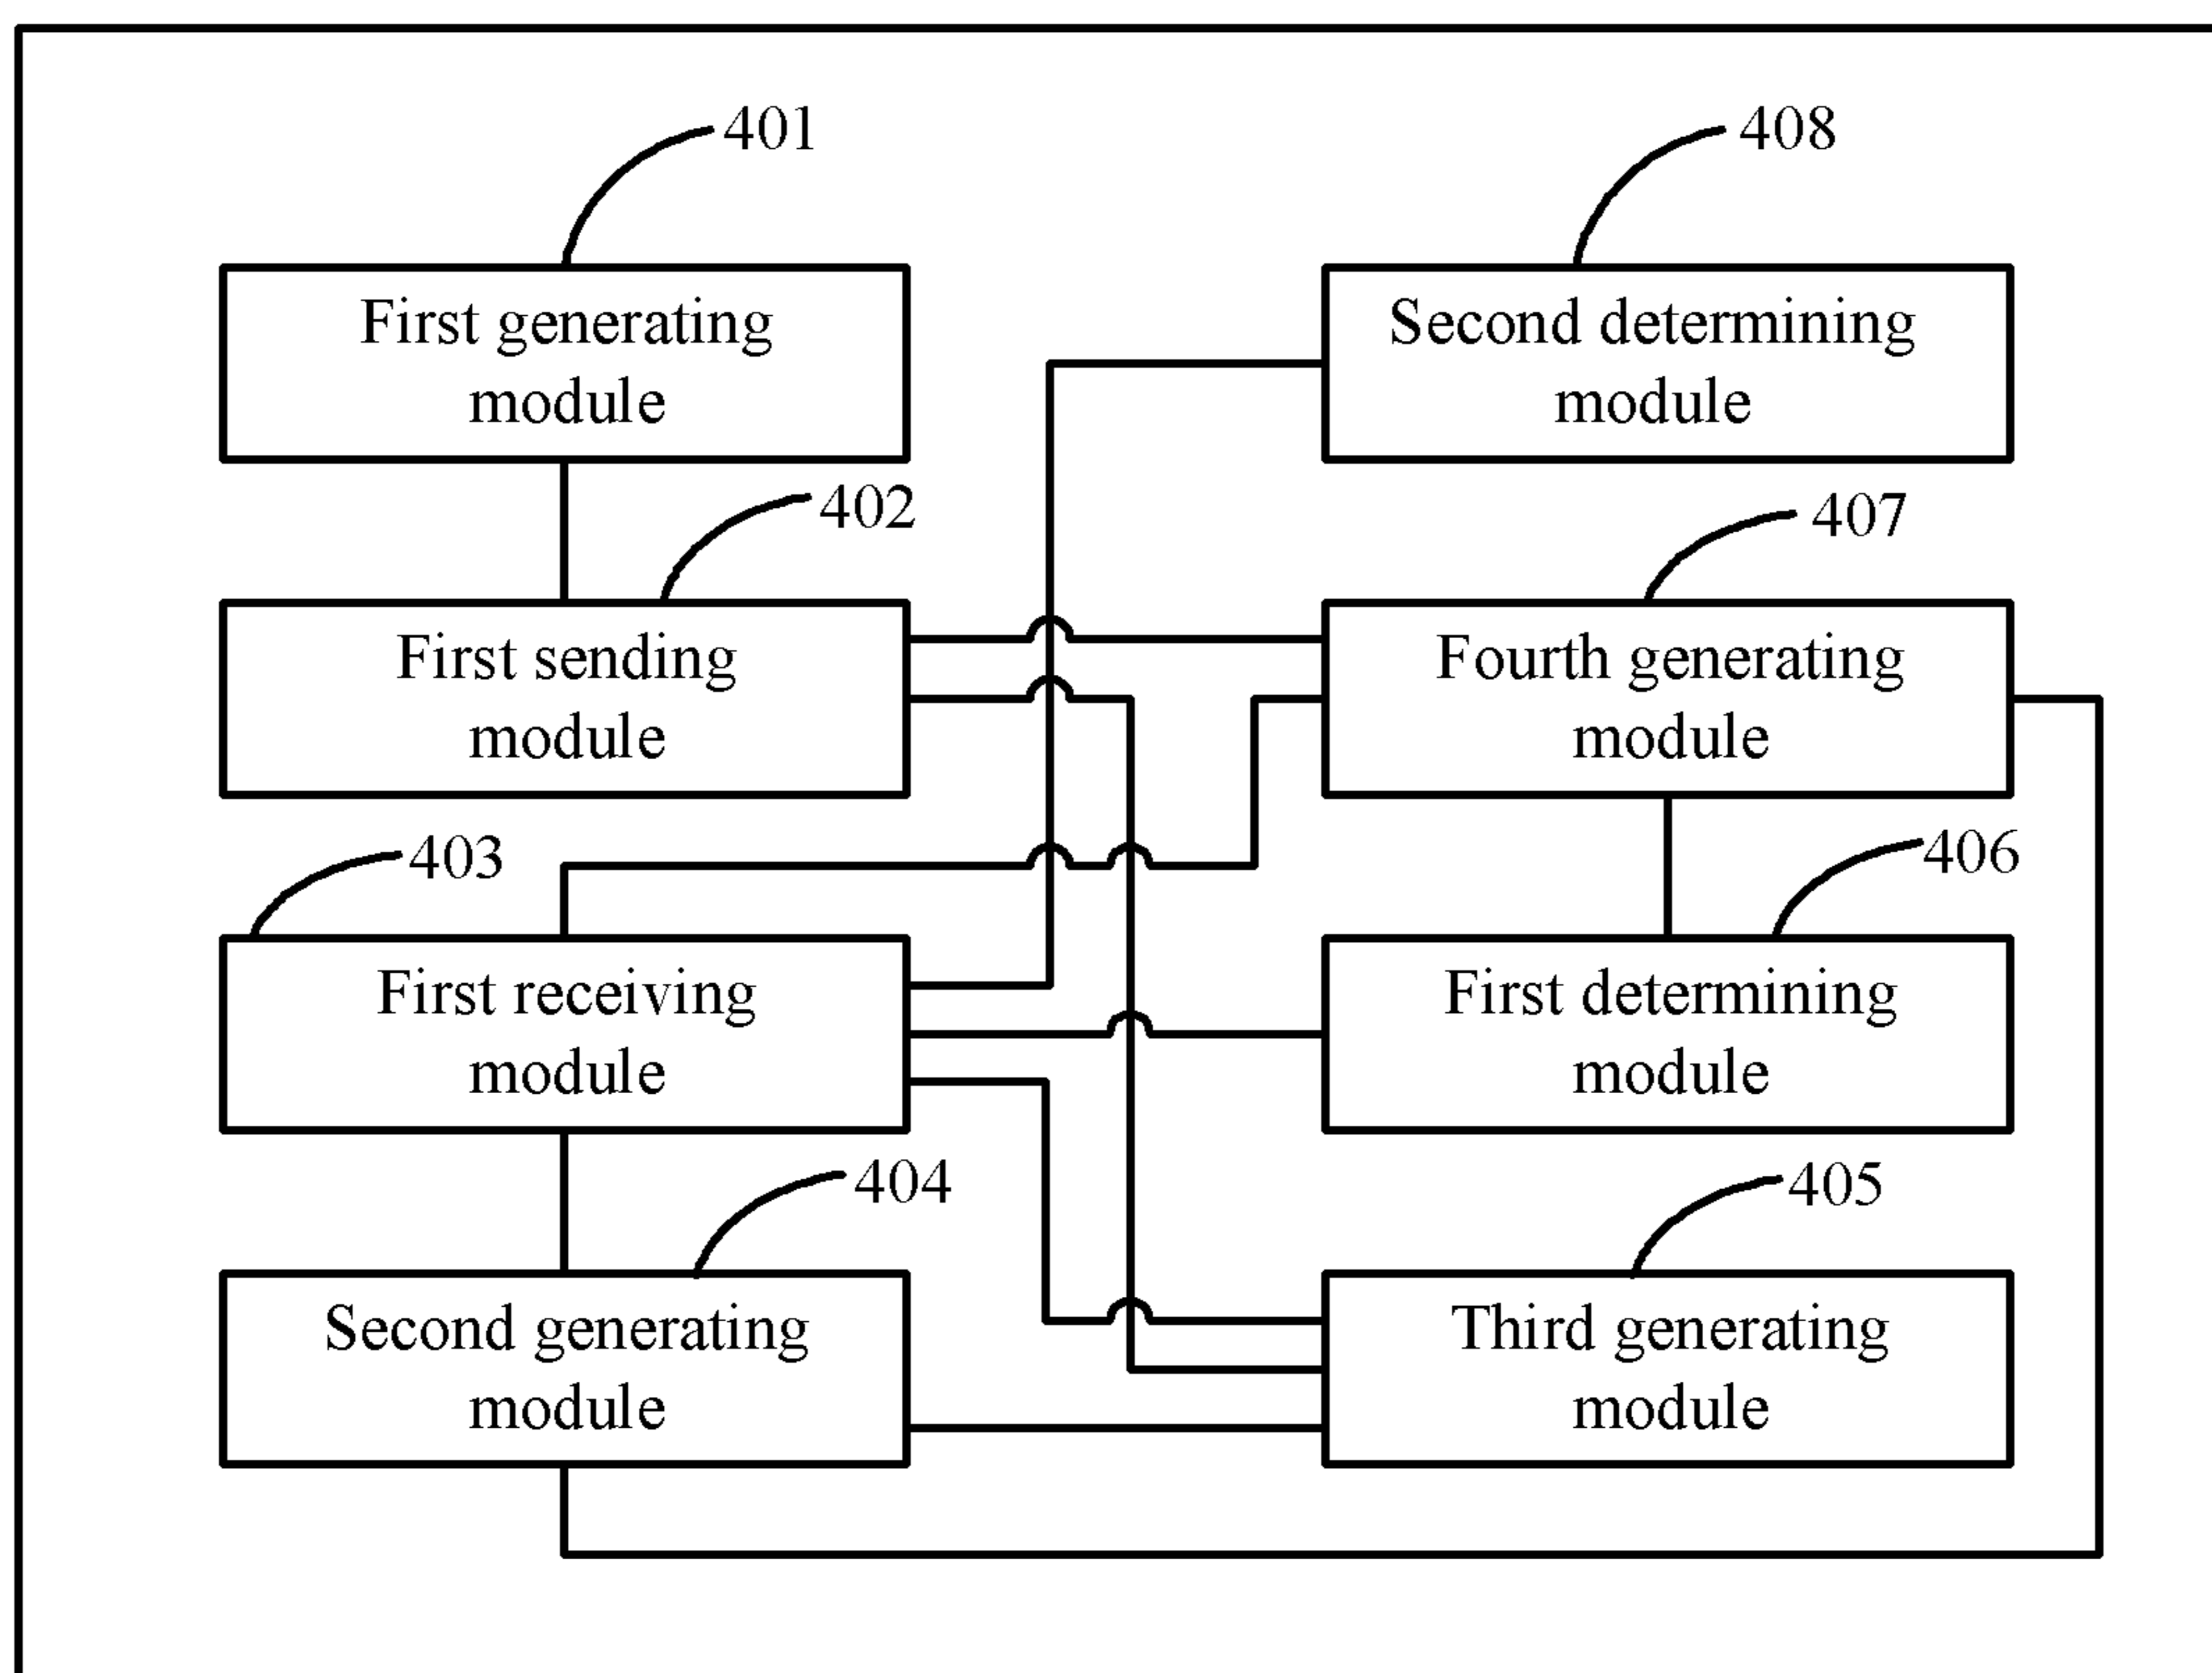 401
408
First generating
module
Second determining
module
402
407
First sending
module
Fourth generating
module
403
406
First receiving
module
First determining
module
404
405
Second generating
module
Third generating
module